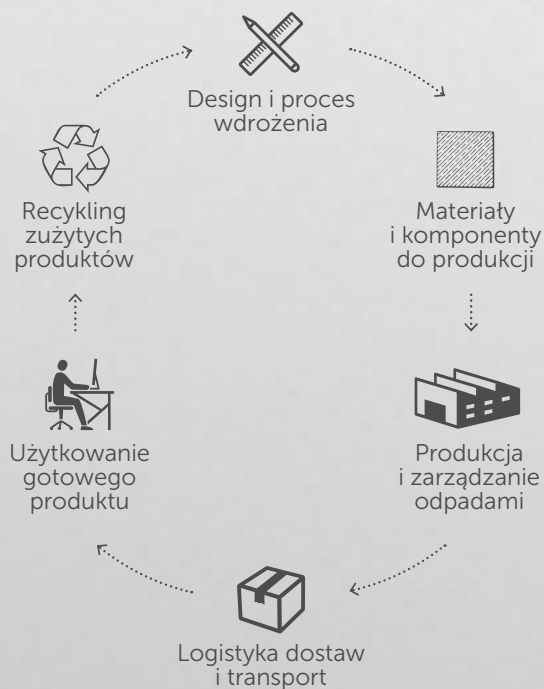 Design i proces
wdrożenia
Materiały
i komponenty
do produkcji
Produkcja
i zarządzanie
odpadami
Logistyka dostaw
i transport
Użytkowanie
gotowego
produktu
Recykling
zużytych
produktów